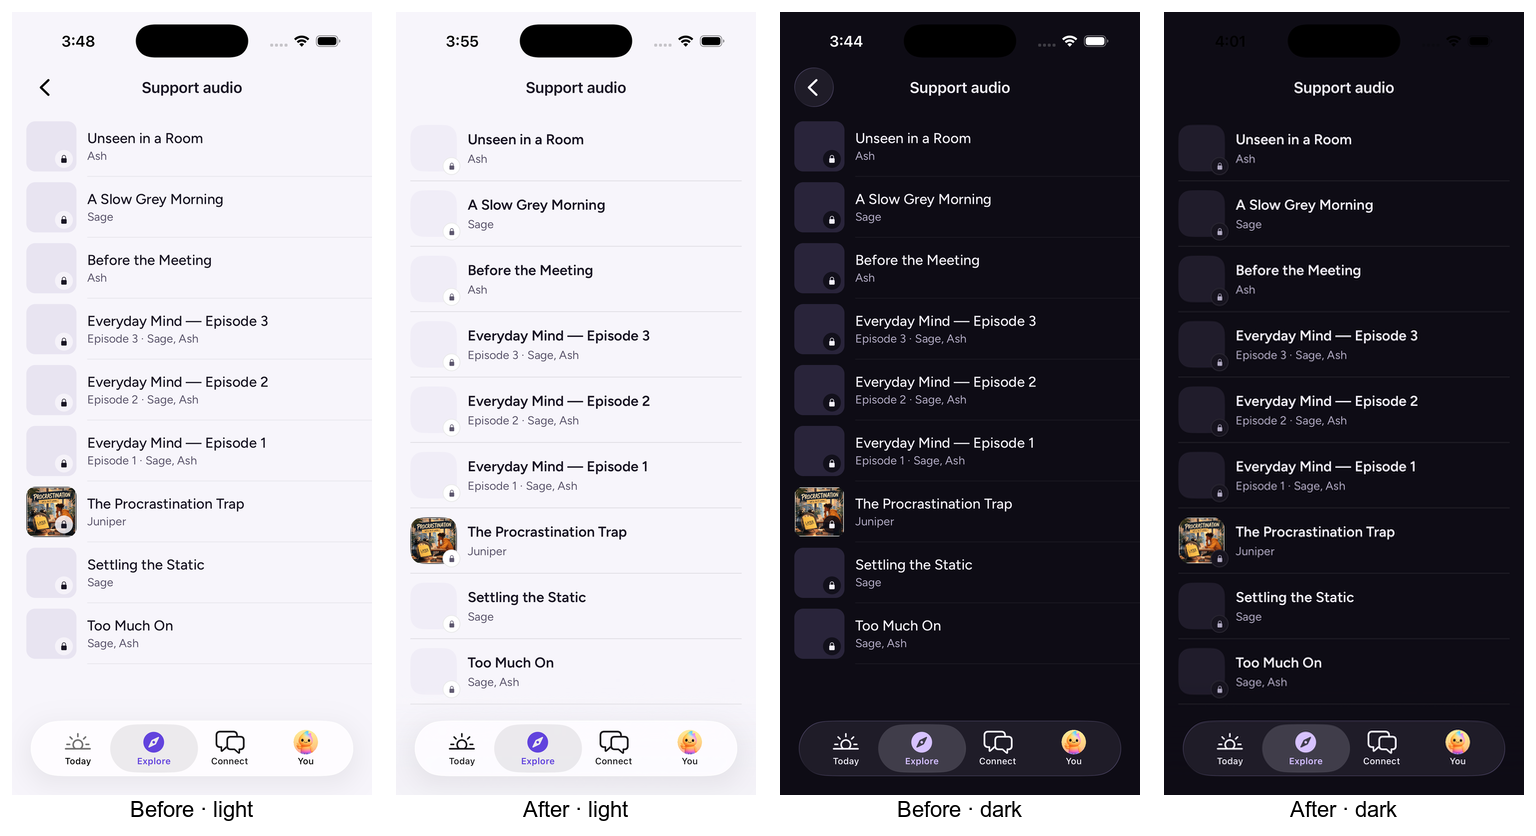 3:48
Support audio
Unseen in a Room
Ash
A Slow Grey Morning
Sage
Before the Meeting
Ash
Everyday Mind — Episode 3
Episode 3 · Sage, Ash
Everyday Mind — Episode 2
Episode 2 · Sage, Ash
Everyday Mind — Episode 1
Episode 1 · Sage, Ash
PROCRASTINATION
The Procrastination Trap
Juniper
Settling the Static
Sage
Too Much On
Sage, Ash
Today
Explore
Connect
You
Before · light
3:55
Support audio
Unseen in a Room
Ash
A Slow Grey Morning
Sage
Before the Meeting
Ash
Everyday Mind — Episode 3
Episode 3 · Sage, Ash
Everyday Mind — Episode 2
Episode 2 · Sage, Ash
Everyday Mind — Episode 1
Episode 1 · Sage, Ash
PROCRASTINATION
The Procrastination Trap
Juniper
Settling the Static
Sage
Too Much On
Sage, Ash
Today
Explore
Connect
You
After · light
3:44
Support audio
Unseen in a Room
Ash
A Slow Grey Morning
Sage
Before the Meeting
Ash
Everyday Mind — Episode 3
Episode 3 · Sage, Ash
Everyday Mind — Episode 2
Episode 2 · Sage, Ash
Everyday Mind — Episode 1
Episode 1 · Sage, Ash
PROCRASTINATION
The Procrastination Trap
Juniper
Settling the Static
Sage
Too Much On
Sage, Ash
Today
Explore
Connect
You
Before · dark
4:01
Support audio
Unseen in a Room
Ash
A Slow Grey Morning
Sage
Before the Meeting
Ash
Everyday Mind — Episode 3
Episode 3 · Sage, Ash
Everyday Mind — Episode 2
Episode 2 · Sage, Ash
Everyday Mind — Episode 1
Episode 1 · Sage, Ash
PROCRASTINATION
The Procrastination Trap
Juniper
Settling the Static
Sage
Too Much On
Sage, Ash
Today
Explore
Connect
You
After · dark